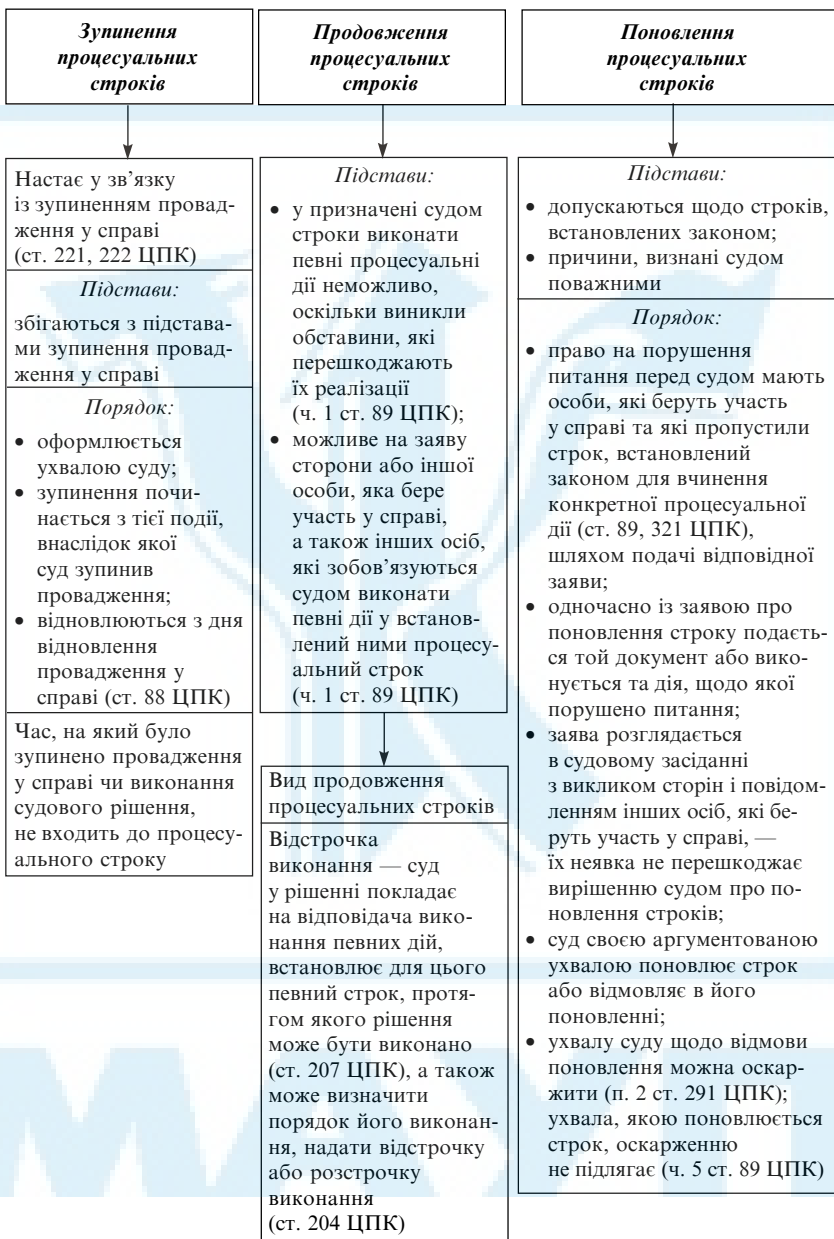 Зупинення
процесуальних
строків
Настає у зв’язку
із зупиненням провад-
ження у справі
(ст. 221, 222 ЦПК)
Підстави:
збігаються з підстава-
ми зупинення провад-
ження у справі
Порядок:
• оформлюється
ухвалою суду;
• зупинення почи-
нається з тієї події,
внаслідок якої
суд зупинив
провадження;
• відновлюються з дня
відновлення
провадження у
справі (ст. 88 ЦПК)
Час, на який було
зупинено провадження
у справі чи виконання
судового рішення,
не входить до процесу-
ального строку
Продовження
процесуальних
строків
Підстави:
• у призначені судом
строки виконати
певні процесуальні
дії неможливо,
оскільки виникли
обставини, які
перешкоджають
їх реалізації
(ч. 1 ст. 89 ЦПК);
• можливе на заяву
сторони або іншої
особи, яка бере
участь у справі,
а також інших осіб,
які зобов’язуються
судом виконати
певні дії у встанов-
лений ними процесу-
альний строк
(ч. 1 ст. 89 ЦПК)
Вид продовження
процесуальних строків
Відстрочка
виконання — суд
у рішенні покладає
на відповідача вико-
нання певних дій,
встановлює для цього
певний строк, протя-
гом якого рішення
може бути виконано
(ст. 207 ЦПК), а також
може визначити
порядок його виконан-
ня, надати відстрочку
або розстрочку
виконання
(ст. 204 ЦПК)
Поновлення
процесуальних
строків
Підстави:
• допускаються щодо строків,
встановлених законом;
• причини, визнані судом
поважними
Порядок:
• право на порушення
питання перед судом мають
особи, які беруть участь
у справі та які пропустили
строк, встановлений
законом для вчинення
конкретної процесуальної
дії (ст. 89, 321 ЦПК),
шляхом подачі відповідної
заяви;
• одночасно із заявою про
поновлення строку подаєть-
ся той документ або вико-
нується та дія, щодо якої
порушено питання;
• заява розглядається
в судовому засіданні
з викликом сторін і повідом-
ленням інших осіб, які бе-
руть участь у справі, —
їх неявка не перешкоджає
вирішенню судом про по-
новлення строків;
• суд своєю аргументованою
ухвалою поновлює строк
або відмовляє в його
поновленні;
• ухвалу суду щодо відмови
поновлення можна оскар-
жити (п. 2 ст. 291 ЦПК);
ухвала, якою поновлюється
строк, оскарженню
не підлягає (ч. 5 ст. 89 ЦПК)
МАУП